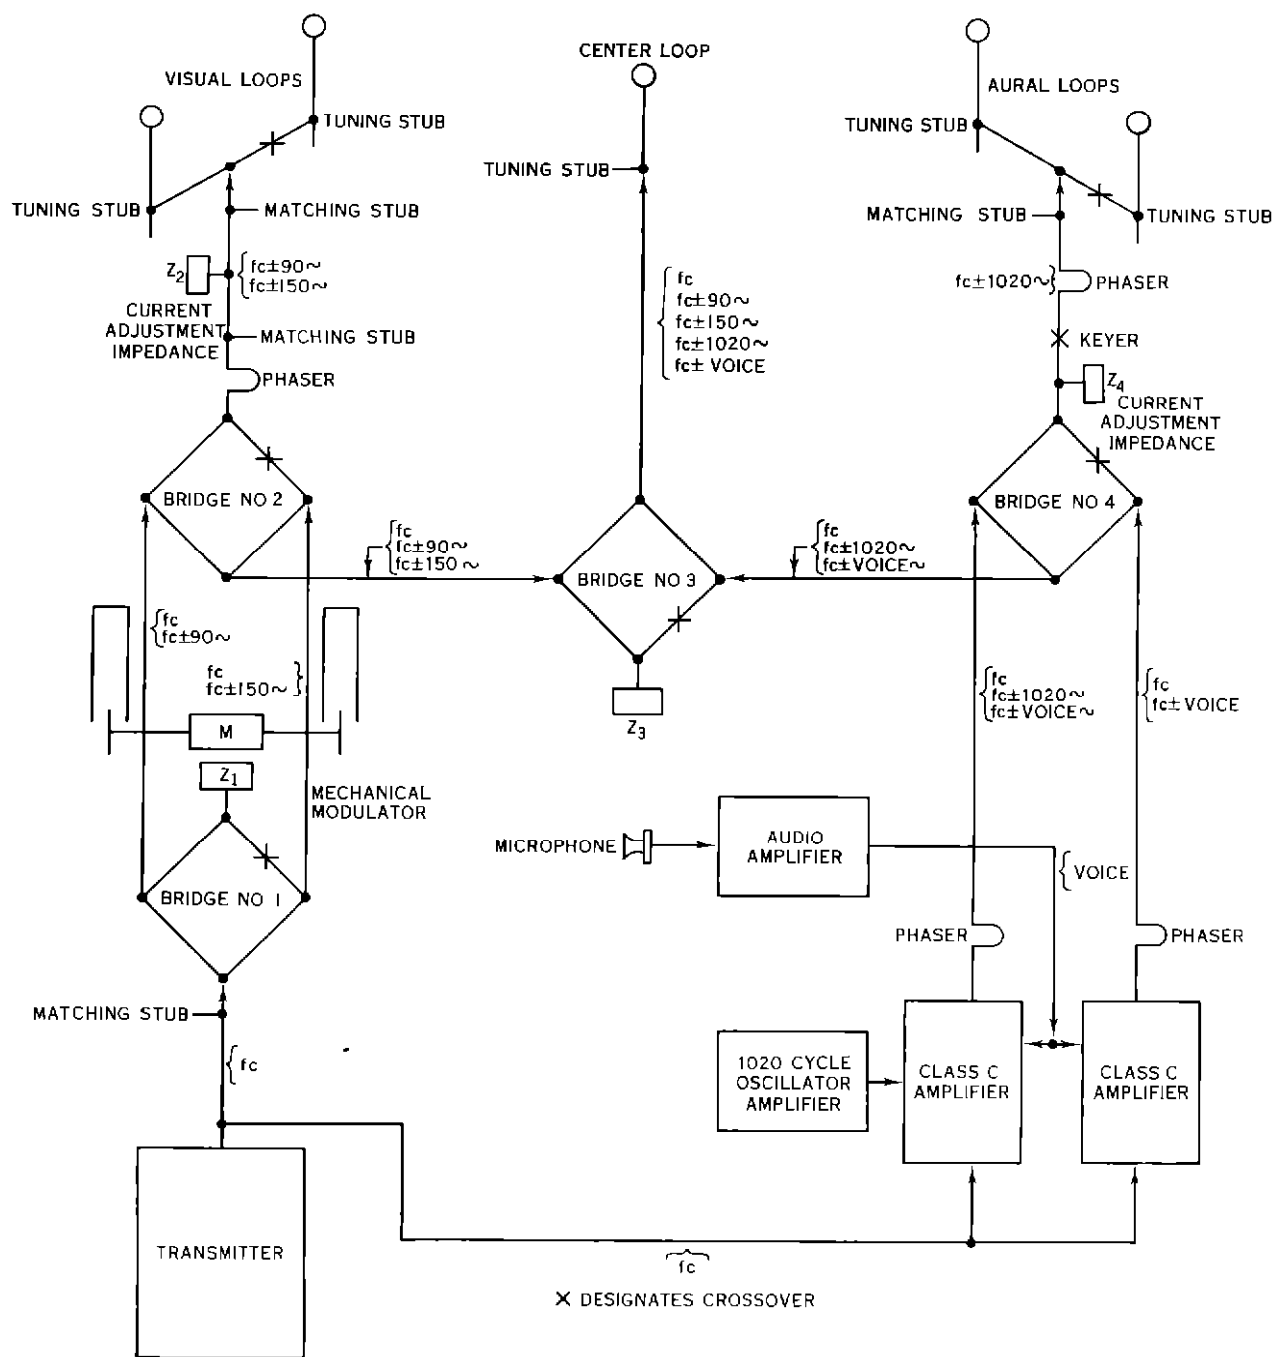 CENTER LOOP
VISUAL LOOPS
AURAL LOOPS
TUNING STUB
TUNING STUB
TUNING STUB
TUNING STUB
MATCHING STUB
MATCHING STUB
TUNING STUB
Z2
fc±90~
fc±150~
fc
fc±90~
fc±150~
fc±1020~
fc± VOICE
fc±1020~
PHASER
CURRENT
ADJUSTMENT
IMPEDANCE
MATCHING STUB
KEYER
PHASER
Z4
CURRENT
ADJUSTMENT
IMPEDANCE
BRIDGE NO 2
BRIDGE NO 4
fc
fc±90~
fc±150~
fc
fc±1020~
fc±VOICE~
BRIDGE NO 3
fc
fc±90~
fc
fc±150~
fc
fc±1020~
fc±VOICE~
fc
fc± VOICE
M
Z3
Z1
MECHANICAL
MODULATOR
MICROPHONE
AUDIO
AMPLIFIER
VOICE
BRIDGE NO 1
PHASER
PHASER
MATCHING STUB
fc
1020 CYCLE
OSCILLATOR
AMPLIFIER
CLASS C
AMPLIFIER
CLASS C
AMPLIFIER
TRANSMITTER
fc
X DESIGNATES CROSSOVER